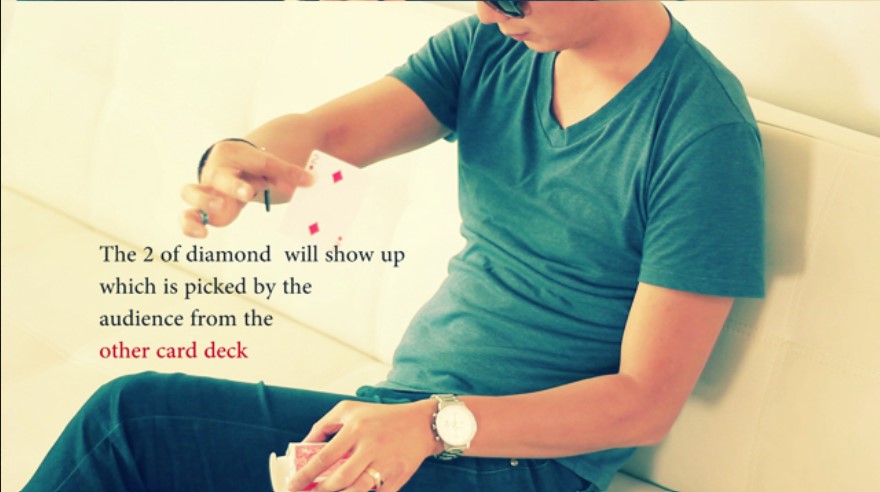 The 2 of diamond  will show up
which is picked by the
audience from the
other card deck